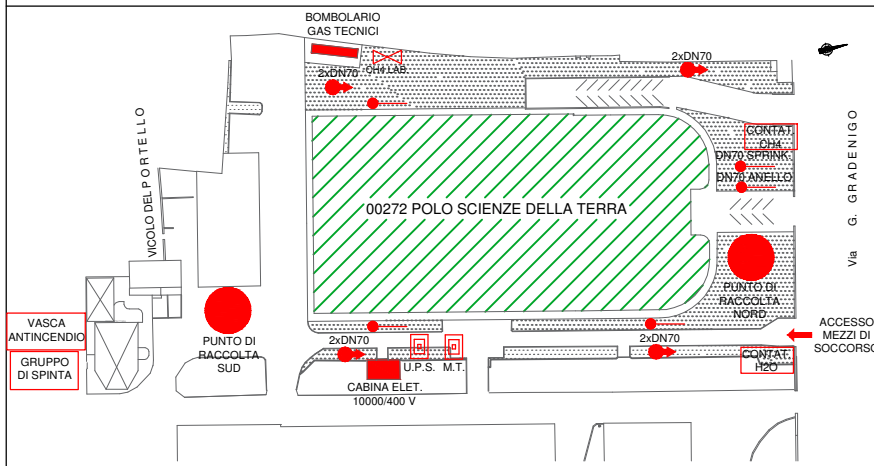 BOMBOLARIO
GAS TECNICI
CH4 LAB.
2xDN70
2xDN70
CONTAT.
CH4
DN70 SPRINK.
DN70 ANELLO
Via G. GRADENIGO
VICOLO DEL PORTELLO
00272 POLO SCIENZE DELLA TERRA
PUNTO DI
RACCOLTA
NORD
VASCA
ANTINCENDIO
GRUPPO
DI SPINTA
PUNTO DI
RACCOLTA
SUD
2xDN70
U.P.S.
M.T.
CABINA ELET.
10000/400 V
2xDN70
CONTAT.
H2O
ACCESSO
MEZZI DI
SOCCORSO